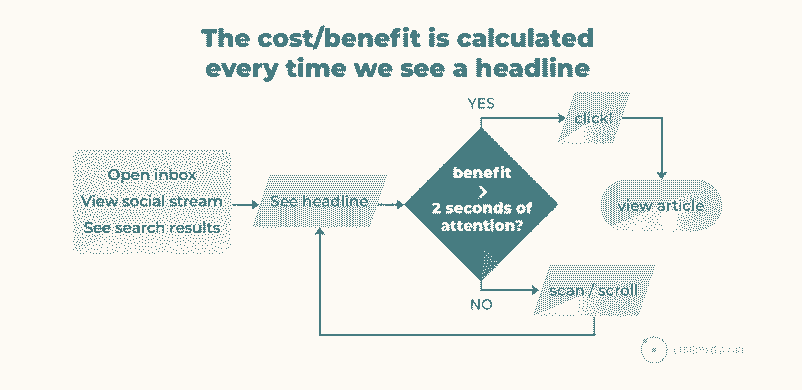 The cost/benefit is calculated
every time we see a headline
YES
click!
Open inbox
View social stream
See search results
See headline
benefit
>
2 seconds of
attention?
view article
scan / scroll
NO